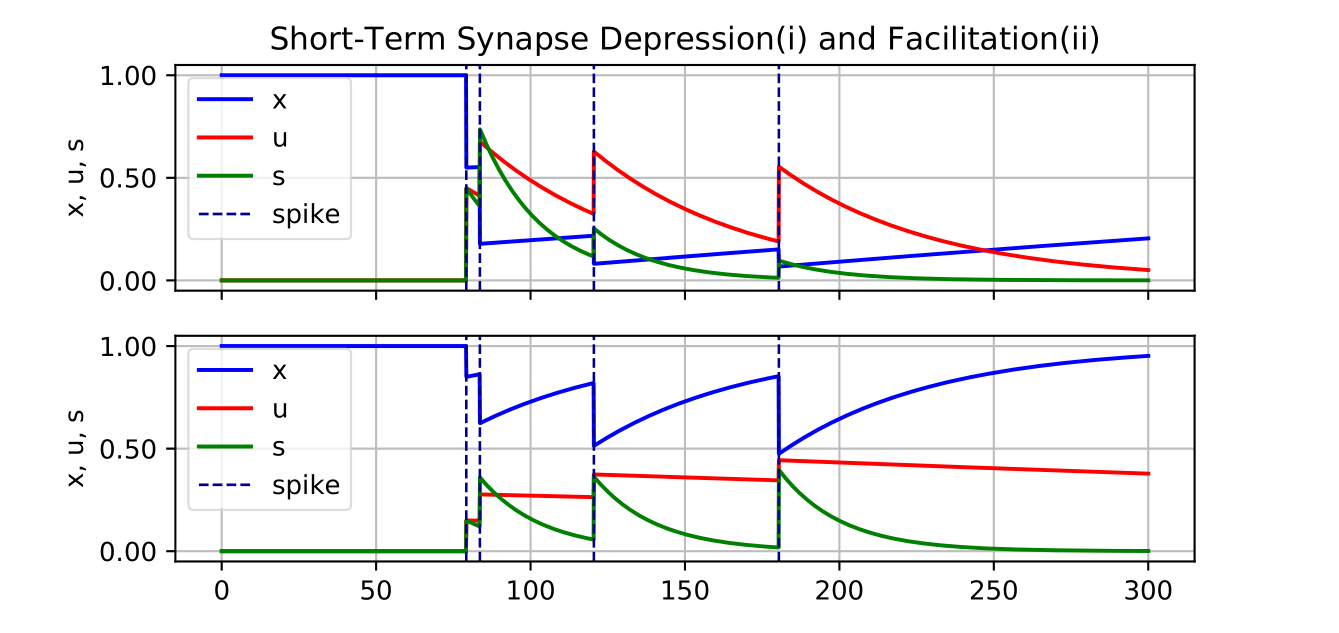 Short-Term Synapse Depression(i) and Facilitation(ii)
1.00
0.50
0.00
x, u, s
x
u
s
spike
1.00
0.50
0.00
x, u, s
x
u
s
spike
0 50 100 150 200 250 300